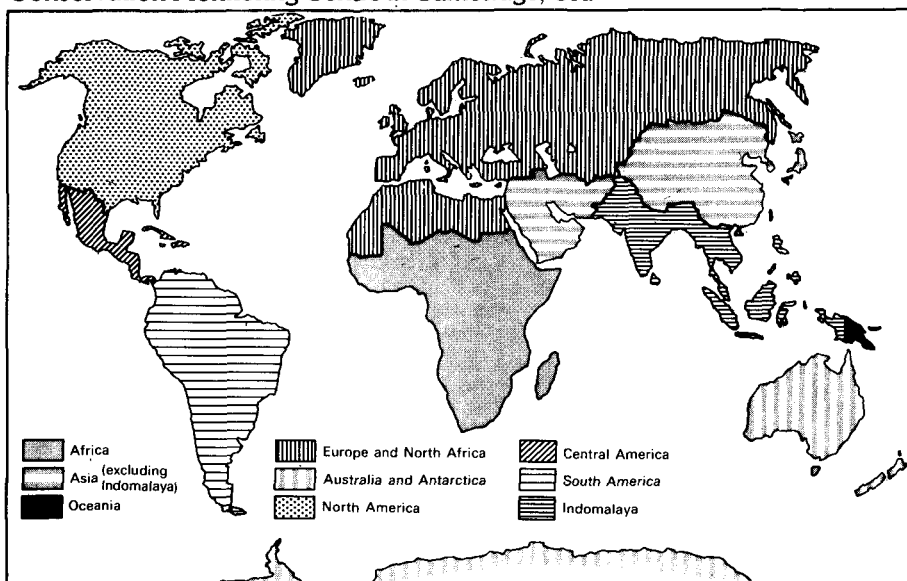 Africa
Asia (excluding Indomalaya)
Oceania
Europe and North Africa
Australia and Antarctica
North America
Central America
South America
Indomalaya